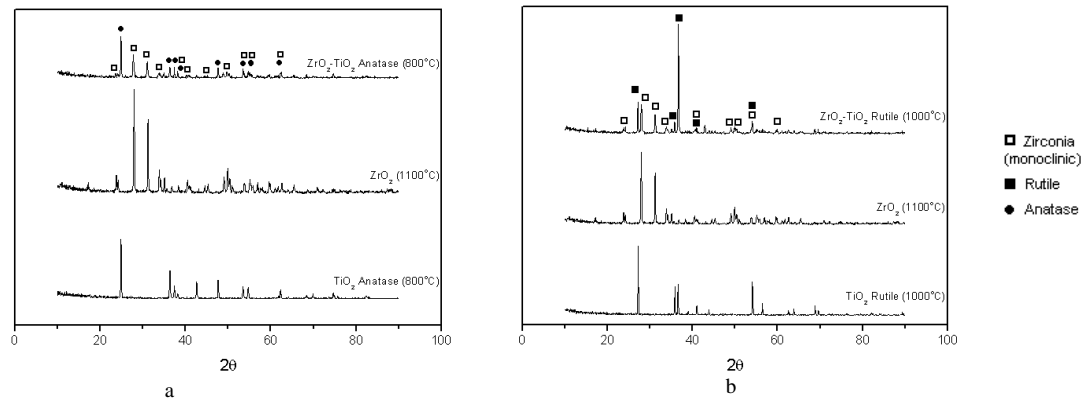 ZrO₂-TiO₂ Anatase (800°C)
ZrO₂ (1100°C)
TiO₂ Anatase (800°C)
0 20 40 60 80 100
2θ
a
ZrO₂-TiO₂ Rutile (1000°C)
ZrO₂ (1100°C)
TiO₂ Rutile (1000°C)
0 20 40 60 80 100
2θ
b
Zirconia
(monoclinic)
Rutile
Anatase